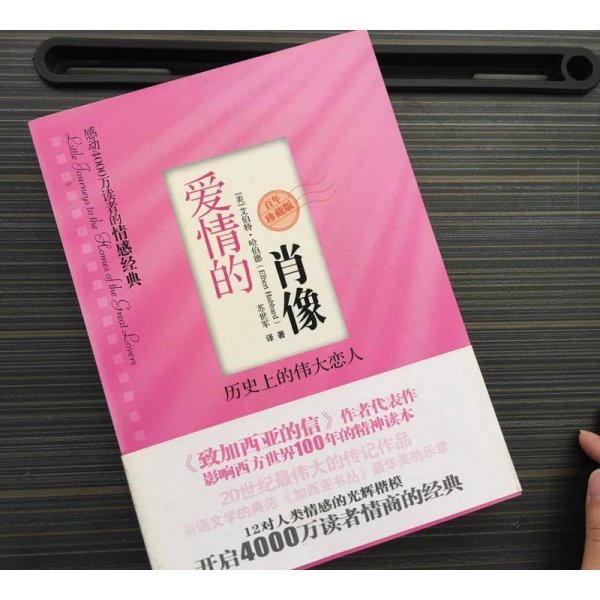 感动4000万读者的情感经典
Little Journeys to the Homes of the Great Lovers
爱情的
肖像
百年
珍藏版
[美]艾伯特·哈伯德(Elbert Hubbard) 著
苏世军 译
历史上的伟大恋人
《致加西亚的信》作者代表作
影响西方世界100年的精神读本
20世纪最伟大的传记作品
英语文学的典范《加西亚书丛》最华美的乐章
12对人类情感的光辉楷模
开启4000万读者情商的经典